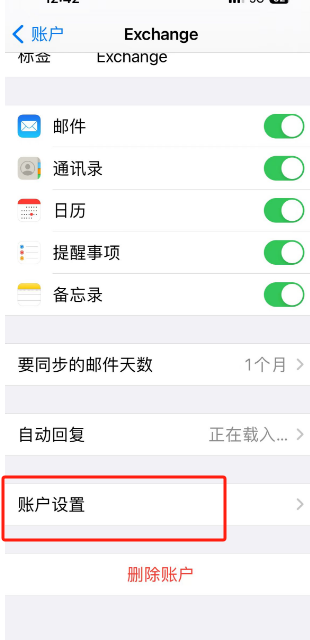 账户
Exchange
标签 Exchange
邮件
通讯录
日历
提醒事项
备忘录
要同步的邮件天数 1个月
自动回复 正在载入...
账户设置
删除账户